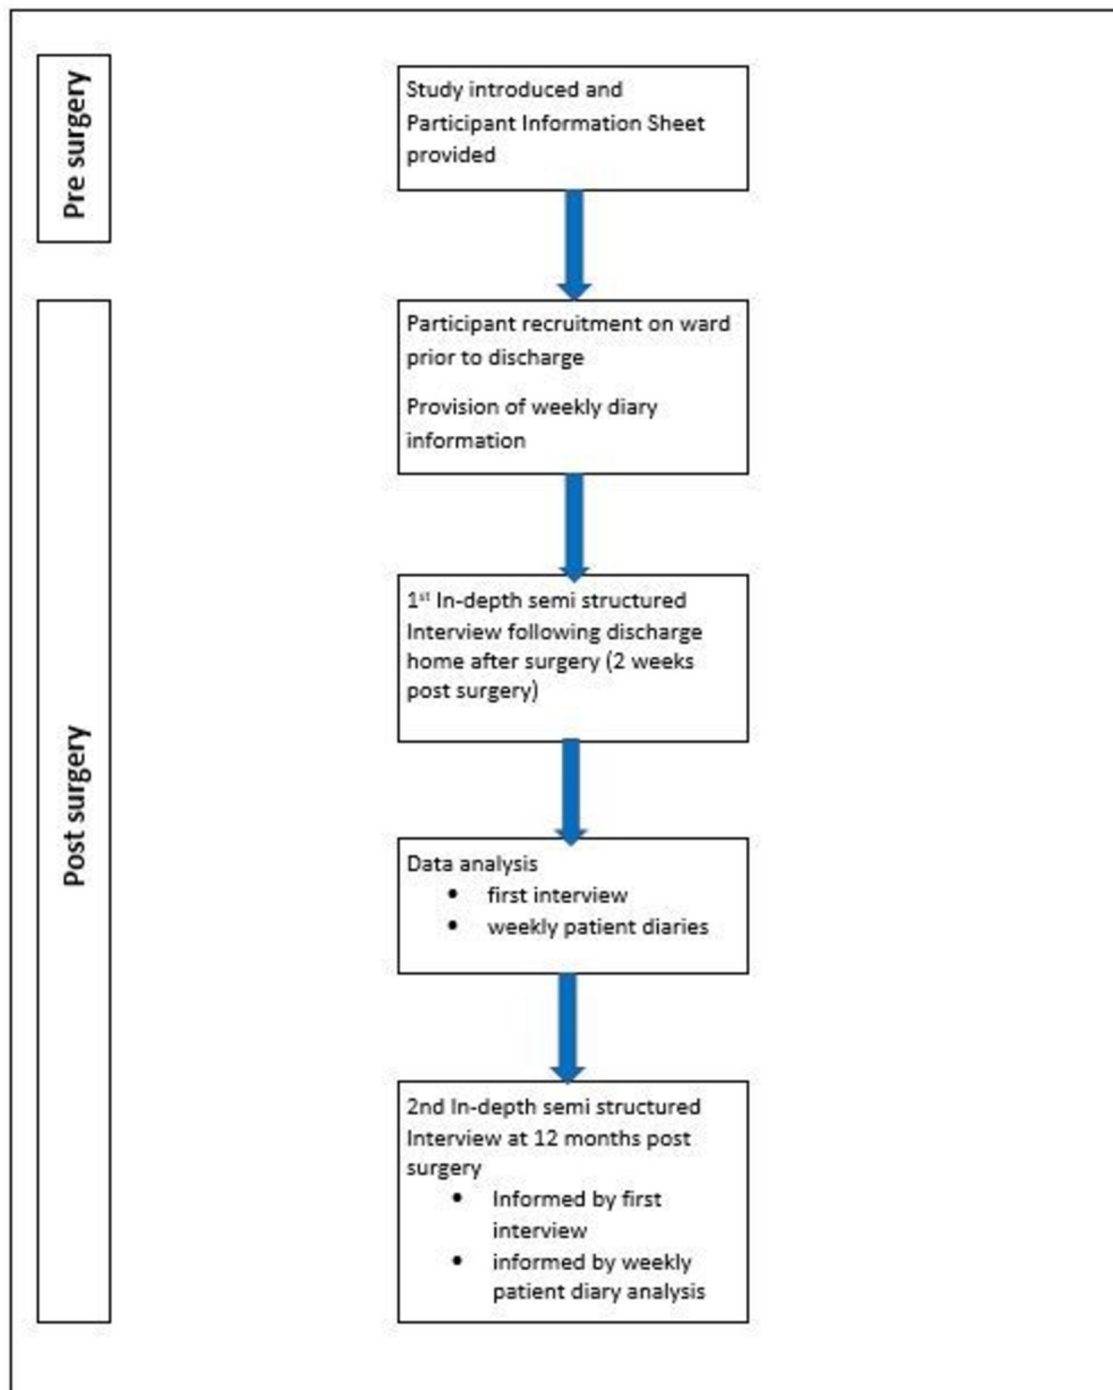 Pre surgery
Study introduced and
Participant Information Sheet
provided
Post surgery
Participant recruitment on ward
prior to discharge
Provision of weekly diary
information
1st In-depth semi structured
Interview following discharge
home after surgery (2 weeks
post surgery)
Data analysis
• first interview
• weekly patient diaries
2nd In-depth semi structured
Interview at 12 months post
surgery
• Informed by first
interview
• informed by weekly
patient diary analysis